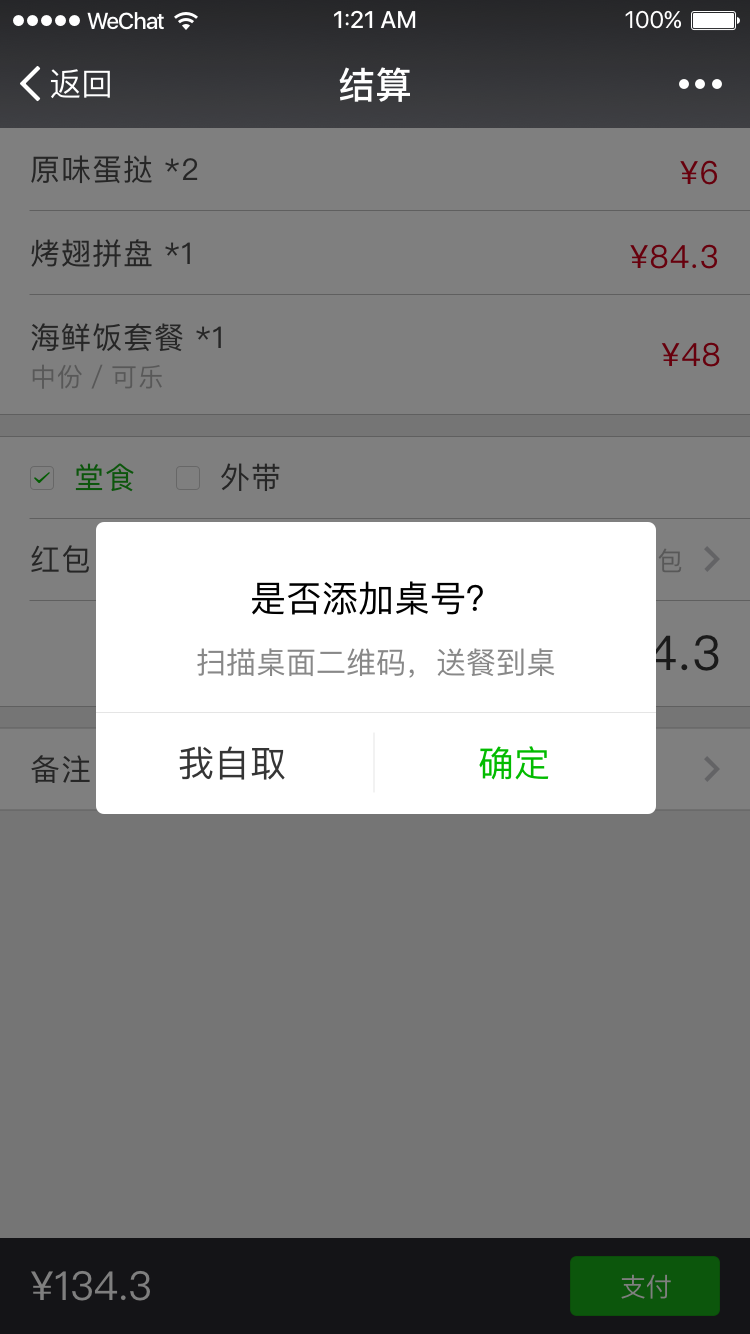 WeChat 1:21 AM 100%
返回 结算
原味蛋挞 *2 ¥6
烤翅拼盘 *1 ¥84.3
海鲜饭套餐 *1 ¥48
中份 / 可乐
堂食 外带
红包 包
是否添加桌号?
4.3
扫描桌面二维码，送餐到桌
我自取 确定
备注
¥134.3 支付